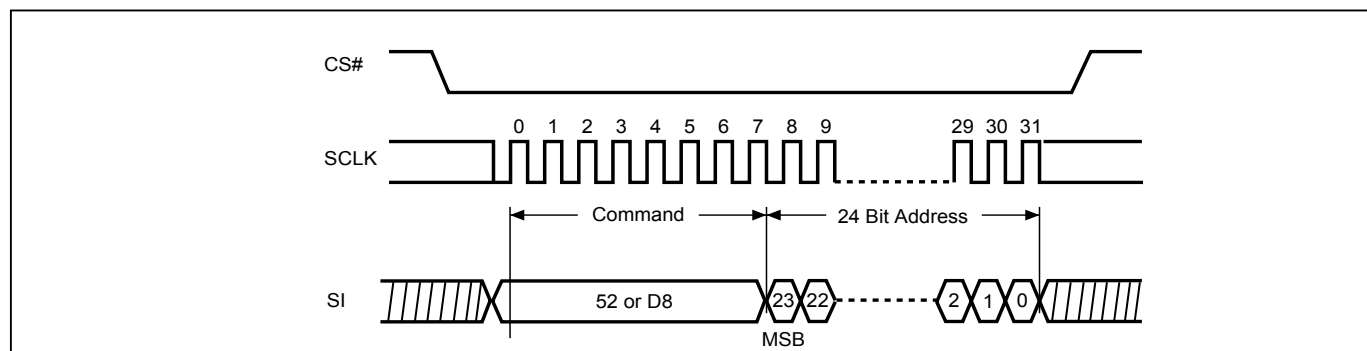 CS#
0 1 2 3 4 5 6 7 8 9 29 30 31
SCLK
Command 24 Bit Address
SI 52 or D8 23 22 2 1 0
MSB